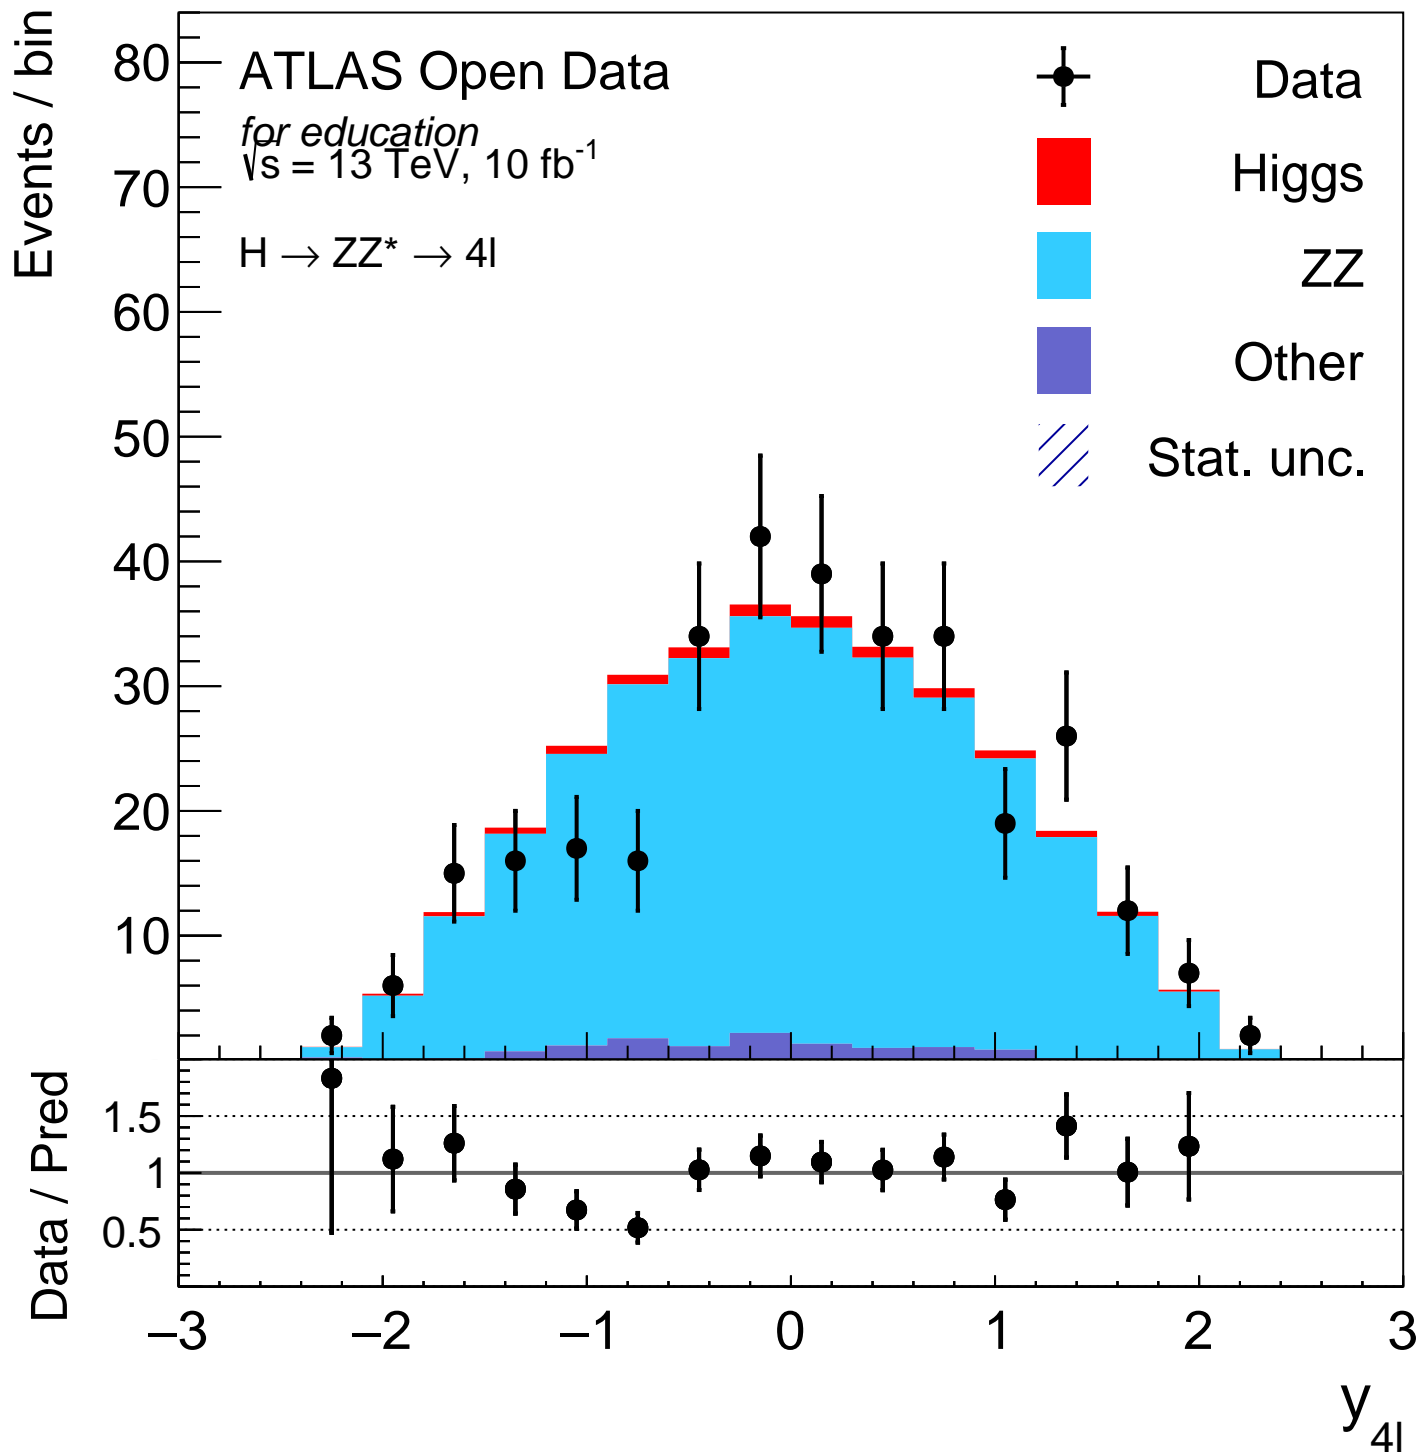 Events / bin
80
70
60
50
40
30
20
10
ATLAS Open Data
for education
√s = 13 TeV, 10 fb-1
H → ZZ* → 4l
Data
Higgs
ZZ
Other
Stat. unc.
Data / Pred
1.5
1
0.5
–3
–2
–1
0
1
2
3
y4l